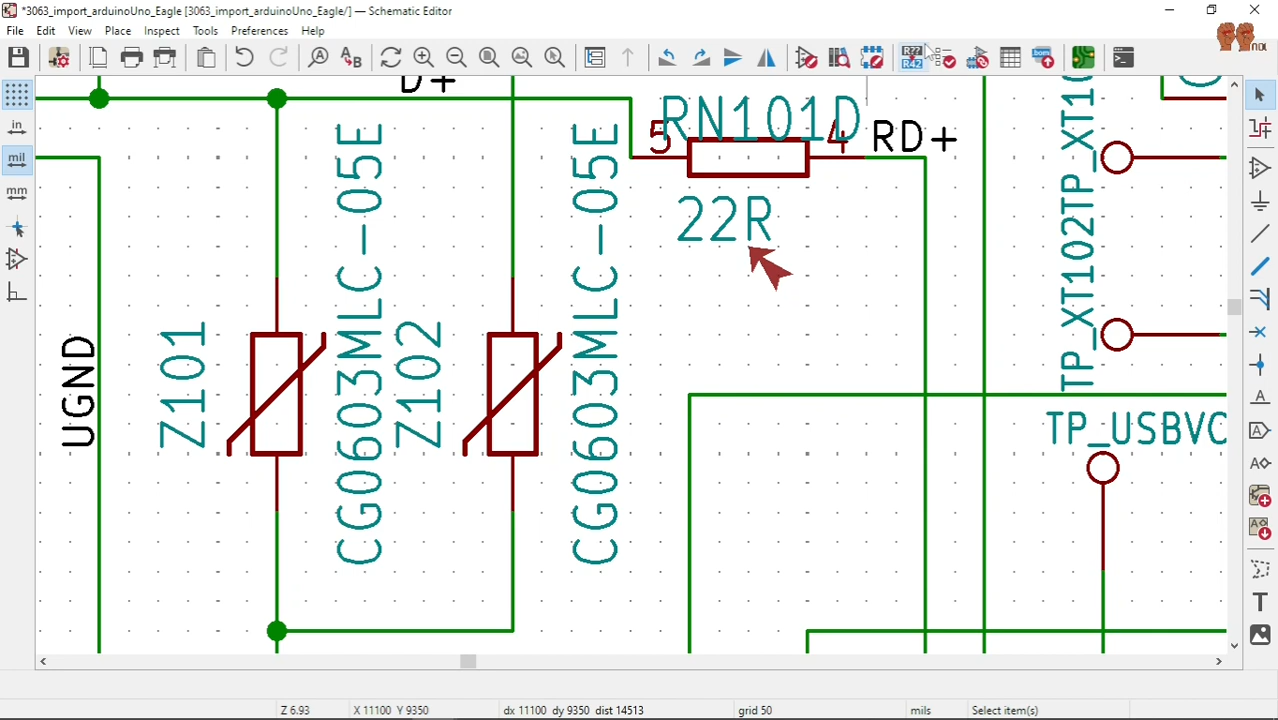 *3063_import_arduinoUno_Eagle [3063_import_arduinoUno_Eagle/] — Schematic Editor
File Edit View Place Inspect Tools Preferences Help
in
mil
mm
R??
R42
bom
D+
RN101D
5
4
RD+
22R
CG0603MLC-05E
CG0603MLC-05E
Z101
Z102
UGND
TP_XT102TP_XT10
TP_USBVC
A
A
A
A
T
Z 6.93
X 11100 Y 9350
dx 11100 dy 9350 dist 14513
grid 50
mils
Select item(s)